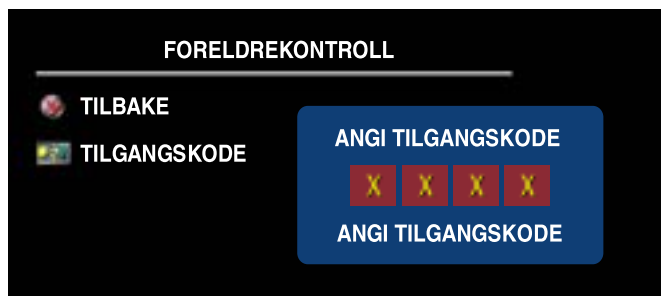 FORELDREKONTROLL
TILBAKE
TILGANGSKODE
ANGI TILGANGSKODE
X X X X
ANGI TILGANGSKODE